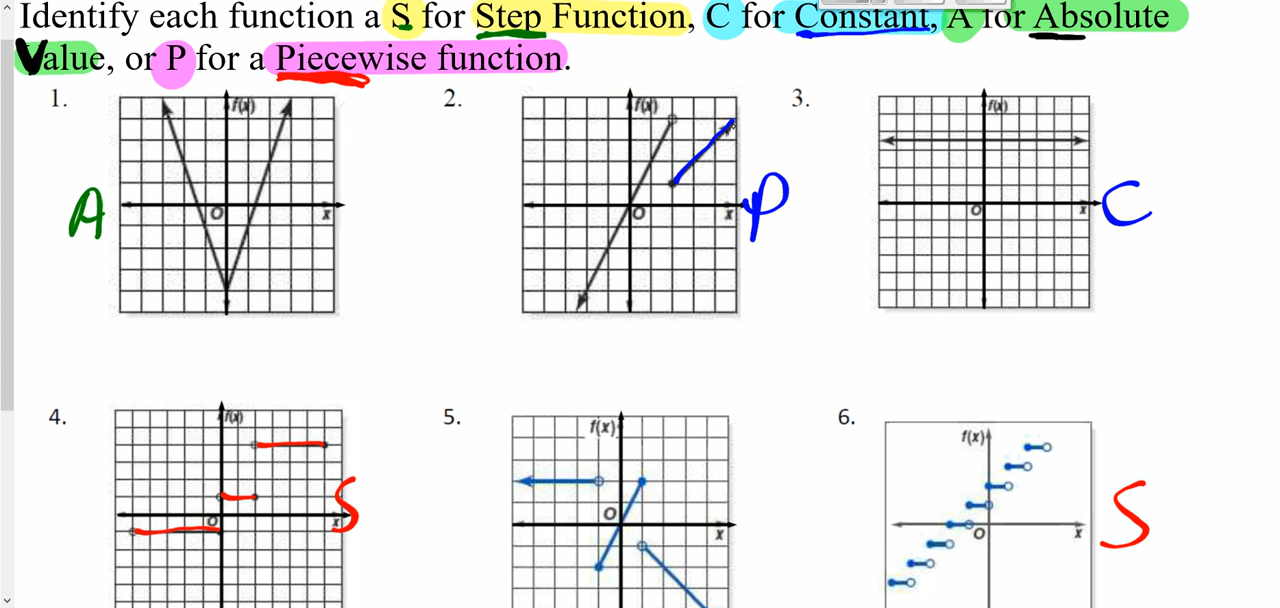 Identify each function a S for Step Function, C for Constant, A for Absolute
Value, or P for a Piecewise function.
1. 2. 3.
f(x) f(x) f(x)
A O x O x P O x C
4. 5. 6.
f(x) f(x) f(x)
O x S O x O x S